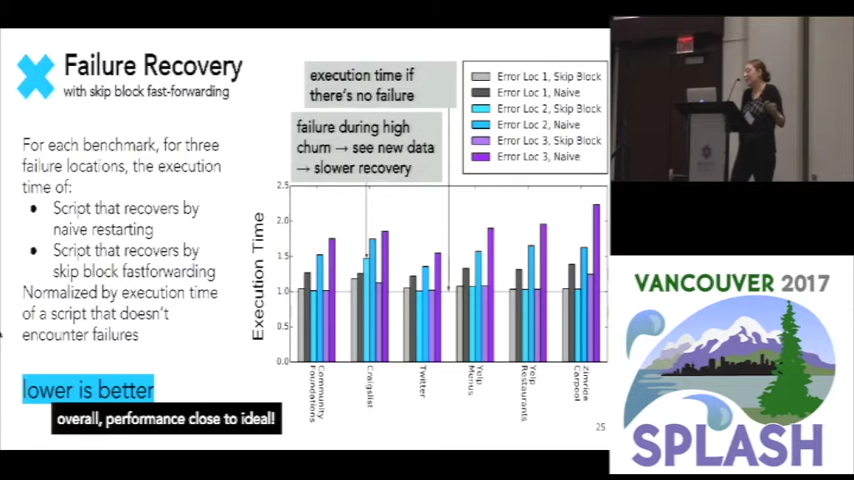 Failure Recovery
with skip block fast-forwarding
For each benchmark, for three
failure locations, the execution
time of:
Script that recovers by
naive restarting
Script that recovers by
skip block fastforwarding
Normalized by execution time
of a script that doesn't
encounter failures
lower is better
overall, performance close to ideal!
execution time if
there's no failure
failure during high
churn → see new data
→ slower recovery
Error Loc 1, Skip Block
Error Loc 1, Naive
Error Loc 2, Skip Block
Error Loc 2, Naive
Error Loc 3, Skip Block
Error Loc 3, Naive
Execution Time
2.5
2.0
1.5
1.0
0.5
0.0
Community
Foundations
Craigslist
Twitter
Yelp
Menus
Yelp
Restaurants
Zimride
Carpool
25
VANCOUVER 2017
SPLASH